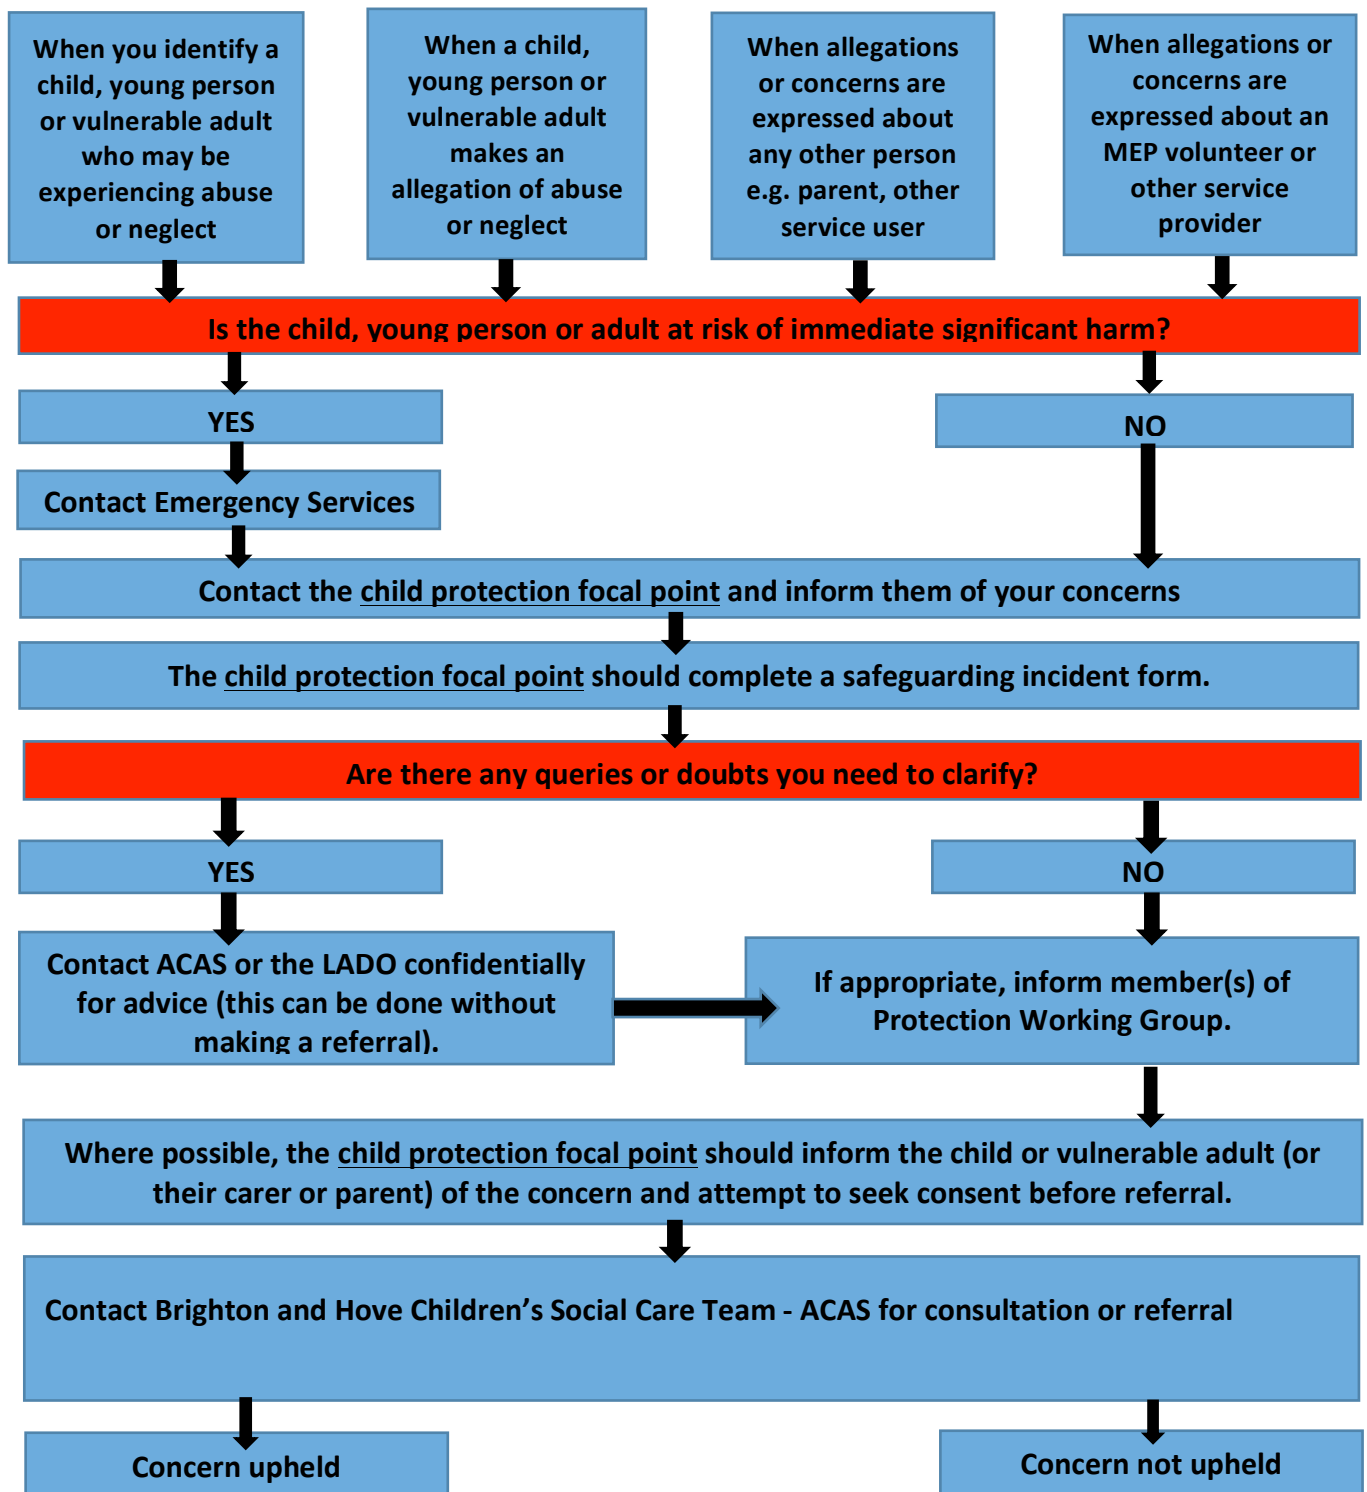 When you identify a
child, young person
or vulnerable adult
who may be
experiencing abuse
or neglect
When a child,
young person or
vulnerable adult
makes an
allegation of abuse
or neglect
When allegations
or concerns are
expressed about
any other person
e.g. parent, other
service user
When allegations or
concerns are
expressed about an
MEP volunteer or
other service
provider
Is the child, young person or adult at risk of immediate significant harm?
YES
NO
Contact Emergency Services
Contact the child protection focal point and inform them of your concerns
The child protection focal point should complete a safeguarding incident form.
Are there any queries or doubts you need to clarify?
YES
NO
Contact ACAS or the LADO confidentially
for advice (this can be done without
making a referral).
If appropriate, inform member(s) of
Protection Working Group.
Where possible, the child protection focal point should inform the child or vulnerable adult (or
their carer or parent) of the concern and attempt to seek consent before referral.
Contact Brighton and Hove Children’s Social Care Team - ACAS for consultation or referral
Concern upheld
Concern not upheld